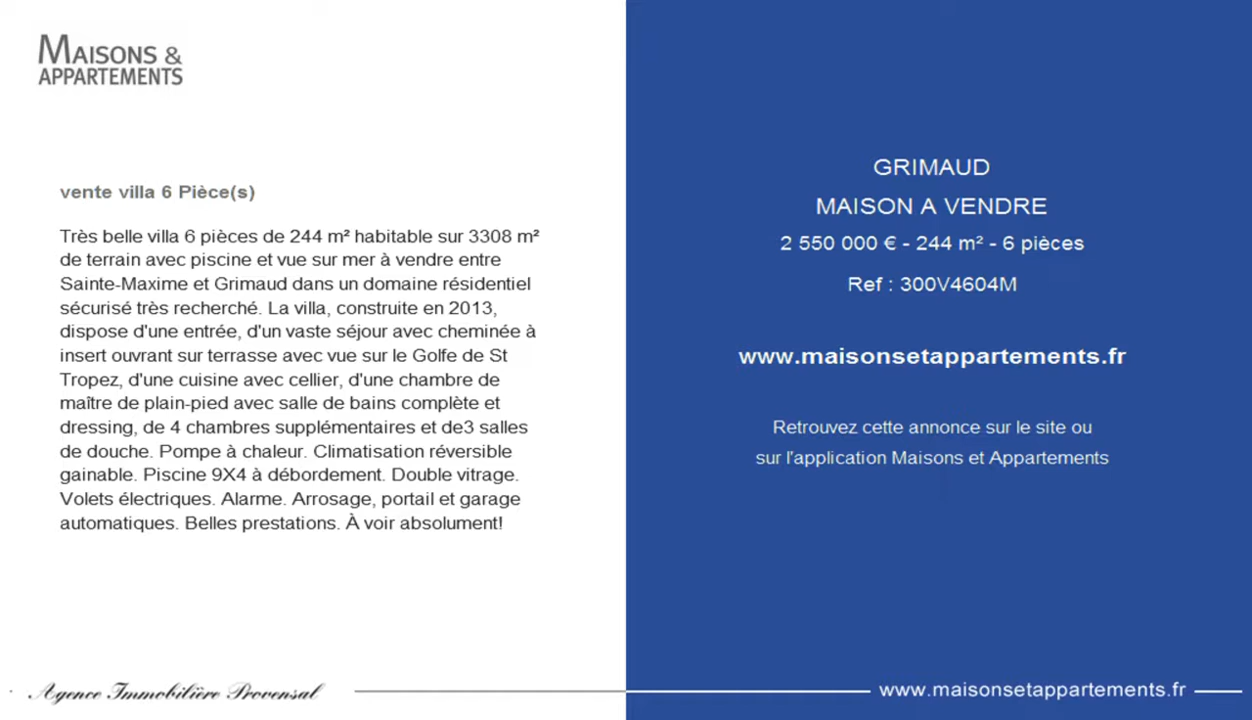 MAISONS &
APPARTEMENTS
vente villa 6 Pièce(s)
Très belle villa 6 pièces de 244 m² habitable sur 3308 m²
de terrain avec piscine et vue sur mer à vendre entre
Sainte-Maxime et Grimaud dans un domaine résidentiel
sécurisé très recherché. La villa, construite en 2013,
dispose d'une entrée, d'un vaste séjour avec cheminée à
insert ouvrant sur terrasse avec vue sur le Golfe de St
Tropez, d'une cuisine avec cellier, d'une chambre de
maître de plain-pied avec salle de bains complète et
dressing, de 4 chambres supplémentaires et de3 salles
de douche. Pompe à chaleur. Climatisation réversible
gainable. Piscine 9X4 à débordement. Double vitrage.
Volets électriques. Alarme. Arrosage, portail et garage
automatiques. Belles prestations. À voir absolument!
Agence Immobilière Provensal
GRIMAUD
MAISON A VENDRE
2 550 000 € - 244 m² - 6 pièces
Ref : 300V4604M
www.maisonsetappartements.fr
Retrouvez cette annonce sur le site ou
sur l'application Maisons et Appartements
www.maisonsetappartements.fr